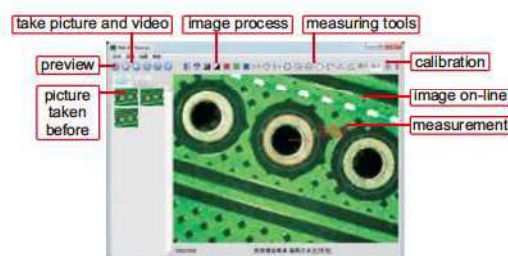 take picture and video
image process
measuring tools
preview
calibration
picture
taken
before
image on-line
measurement